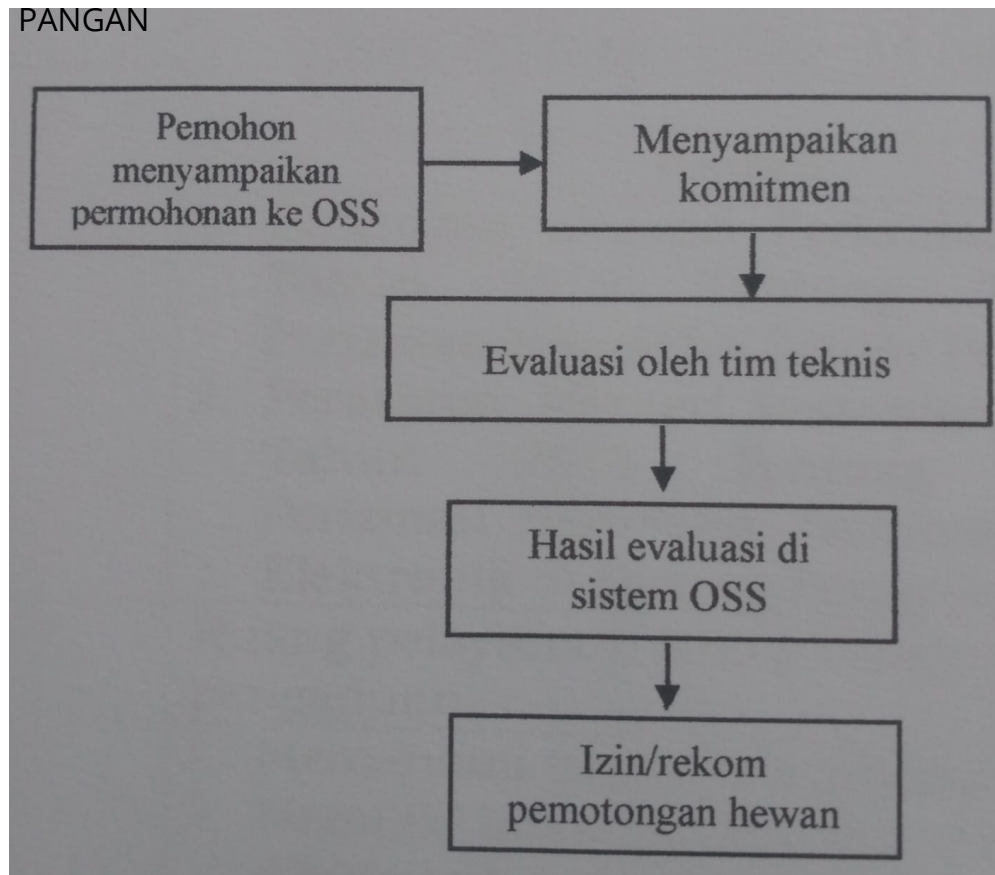 PANGAN
Pemohon
menyampaikan
permohonan ke OSS
Menyampaikan
komitmen
Evaluasi oleh tim teknis
Hasil evaluasi di
sistem OSS
Izin/rekom
pemotongan hewan